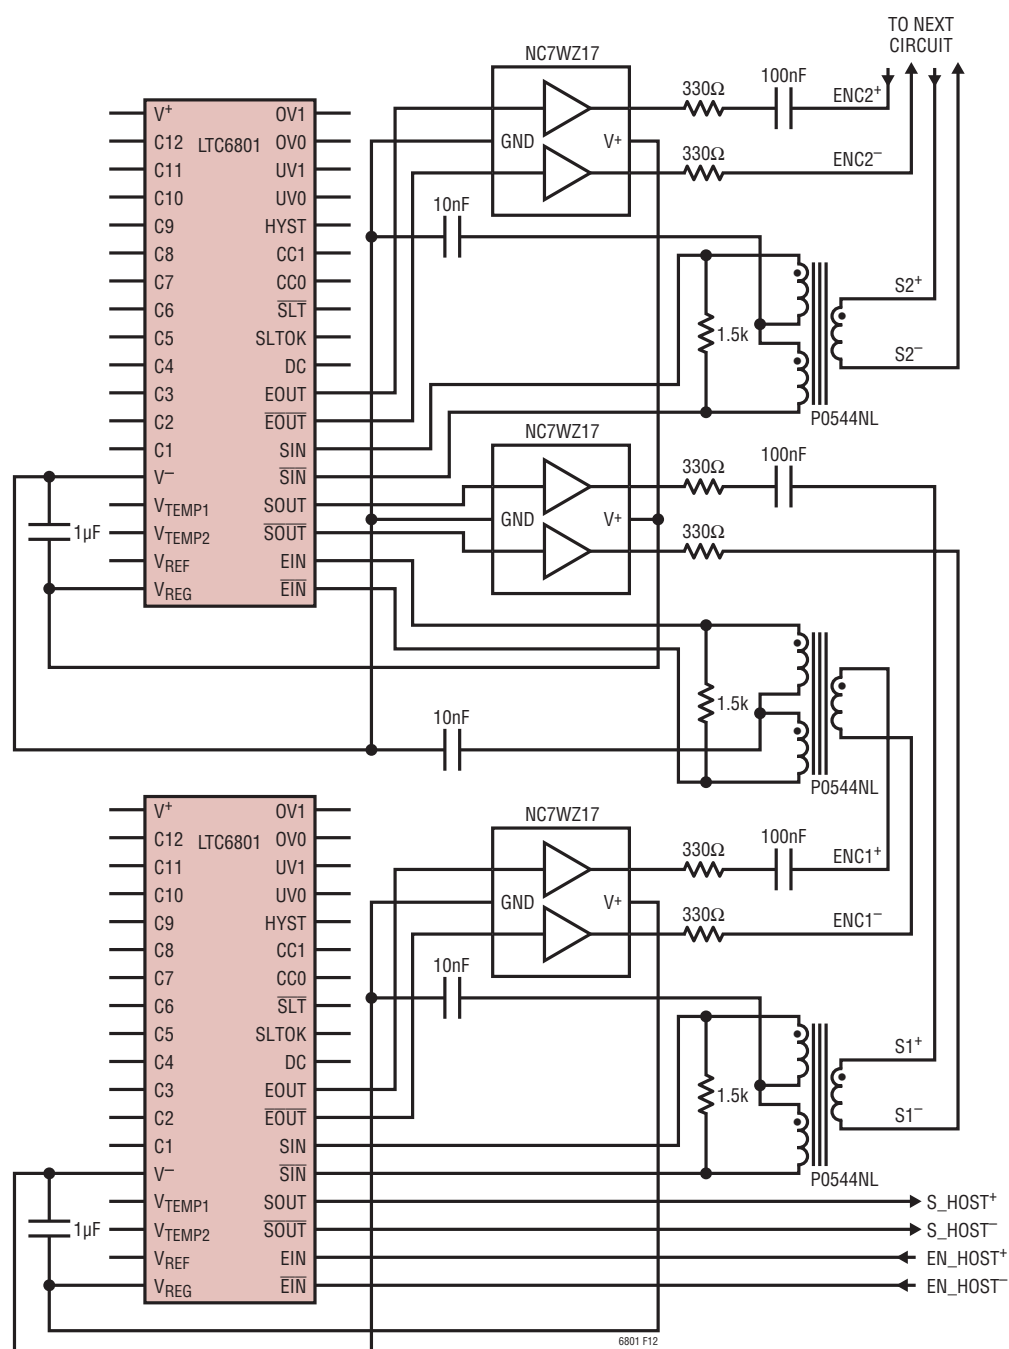 TO NEXT
CIRCUIT
NC7WZ17
330Ω
100nF
ENC2⁺
GND
V+
330Ω
ENC2⁻
V⁺
OV1
C12
LTC6801
OV0
C11
UV1
C10
UV0
C9
HYST
C8
CC1
C7
CC0
C6
SLT
C5
SLTOK
C4
DC
C3
EOUT
C2
EOUT
C1
SIN
V⁻
SIN
VTEMP1
SOUT
VTEMP2
SOUT
VREF
EIN
VREG
EIN
1µF
10nF
1.5k
S2⁺
S2⁻
P0544NL
NC7WZ17
330Ω
100nF
GND
V+
330Ω
1.5k
10nF
P0544NL
V⁺
OV1
C12
LTC6801
OV0
C11
UV1
C10
UV0
C9
HYST
C8
CC1
C7
CC0
C6
SLT
C5
SLTOK
C4
DC
C3
EOUT
C2
EOUT
C1
SIN
V⁻
SIN
VTEMP1
SOUT
VTEMP2
SOUT
VREF
EIN
VREG
EIN
1µF
NC7WZ17
330Ω
100nF
ENC1⁺
GND
V+
330Ω
ENC1⁻
10nF
1.5k
S1⁺
S1⁻
P0544NL
S_HOST⁺
S_HOST⁻
EN_HOST⁺
EN_HOST⁻
6801 F12